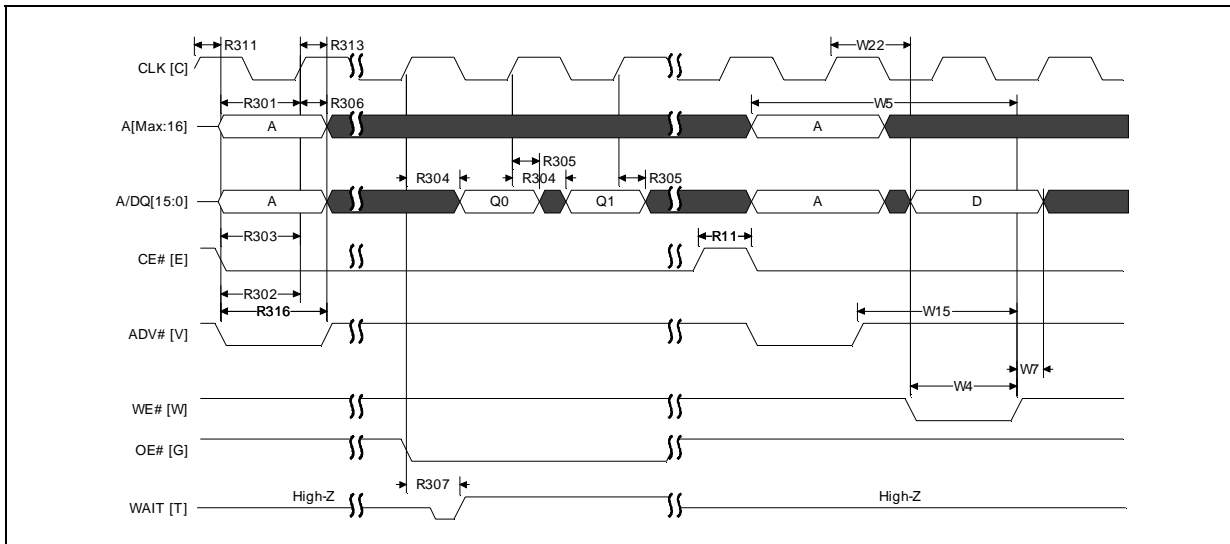 R311 R313 W22
CLK [C]
R301 R306 W5
A[Max:16] A A
R305
R304 R304 R305
A/DQ[15:0] A Q0 Q1 A D
R303 R11
CE# [E]
R302
R316
W15
ADV# [V]
W7
W4
WE# [W]
OE# [G]
R307
High-Z High-Z
WAIT [T]